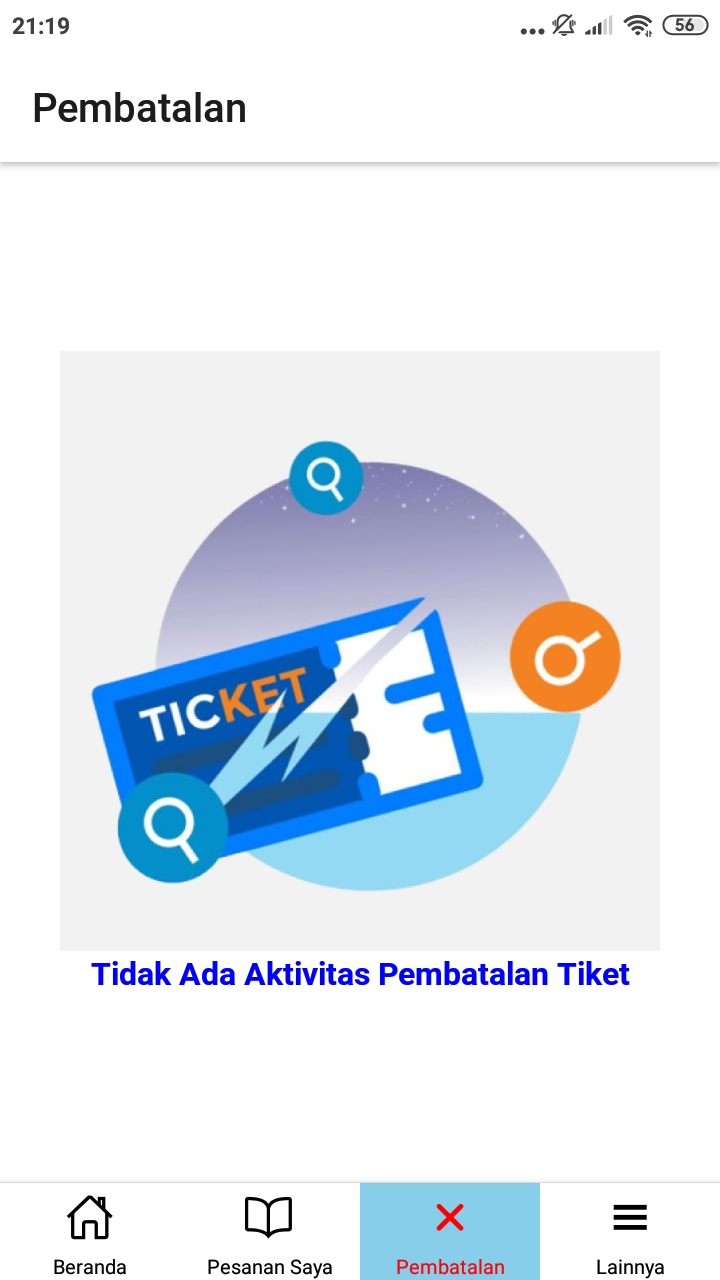 21:19
56
Pembatalan
TICKET
Tidak Ada Aktivitas Pembatalan Tiket
Beranda
Pesanan Saya
Pembatalan
Lainnya